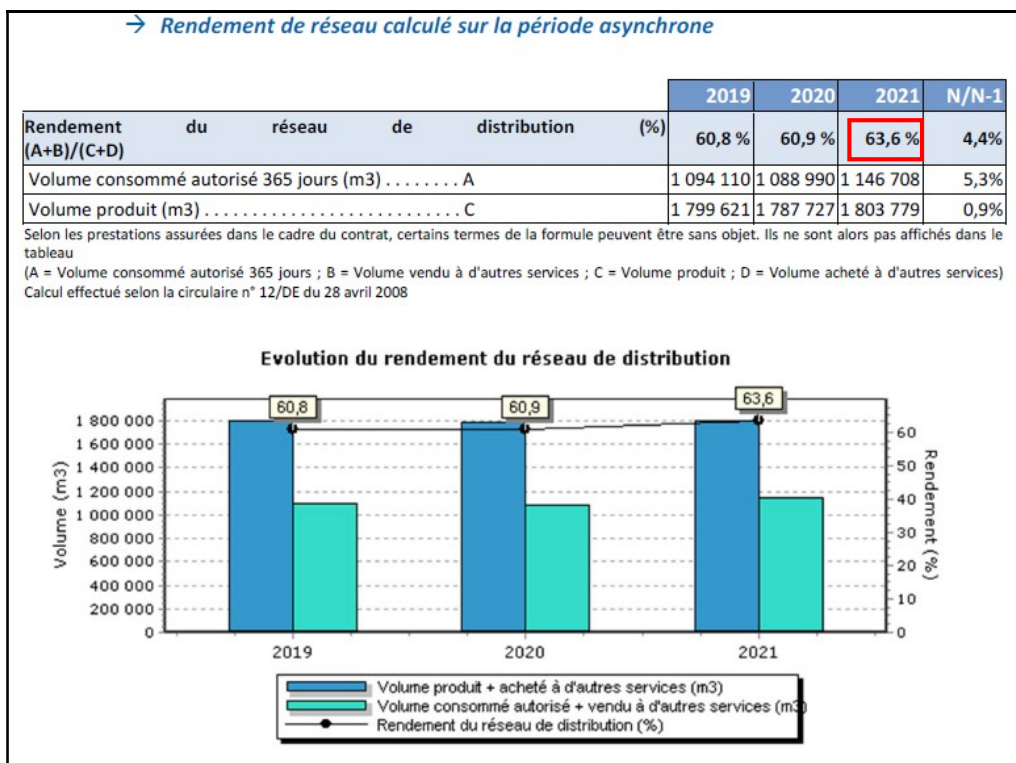 → Rendement de réseau calculé sur la période asynchrone
2019 2020 2021 N/N-1
Rendement du réseau de distribution (%)
(A+B)/(C+D) 60,8 % 60,9 % 63,6 % 4,4%
Volume consommé autorisé 365 jours (m3) . . . . . . . . A 1 094 110 1 088 990 1 146 708 5,3%
Volume produit (m3) . . . . . . . . . . . . . . . . . . . . . . . . . . . C 1 799 621 1 787 727 1 803 779 0,9%
Selon les prestations assurées dans le cadre du contrat, certains termes de la formule peuvent être sans objet. Ils ne sont alors pas affichés dans le
tableau
(A = Volume consommé autorisé 365 jours ; B = Volume vendu à d'autres services ; C = Volume produit ; D = Volume acheté à d'autres services)
Calcul effectué selon la circulaire n° 12/DE du 28 avril 2008
Evolution du rendement du réseau de distribution
60,8 60,9 63,6
Volume (m3)
1 800 000
1 600 000
1 400 000
1 200 000
1 000 000
800 000
600 000
400 000
200 000
0
60
50
40
30
20
10
0
Rendement (%)
2019 2020 2021
Volume produit + acheté à d'autres services (m3)
Volume consommé autorisé + vendu à d'autres services (m3)
Rendement du réseau de distribution (%)